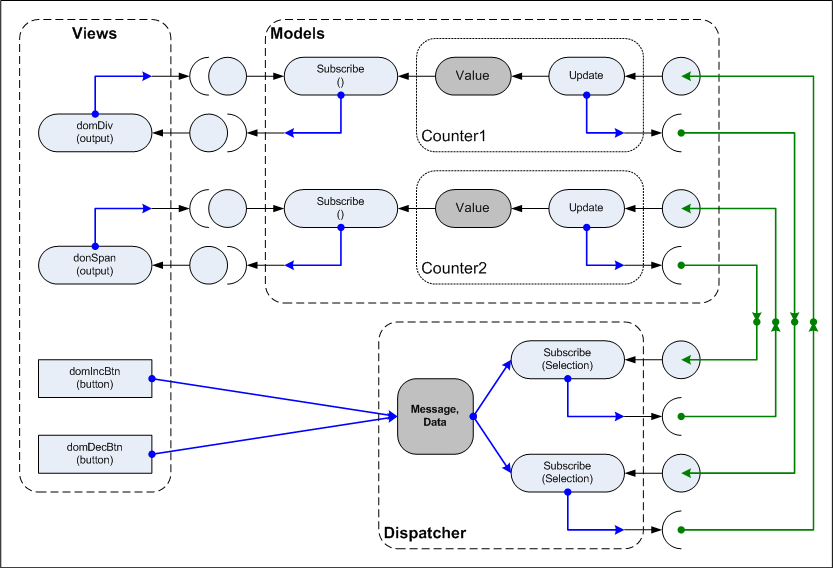 Views
Models
Subscribe
()
Value
Update
domDiv
(output)
Counter1
Subscribe
()
Value
Update
donSpan
(output)
Counter2
domIncBtn
(button)
Subscribe
(Selection)
Message,
Data
domDecBtn
(button)
Subscribe
(Selection)
Dispatcher